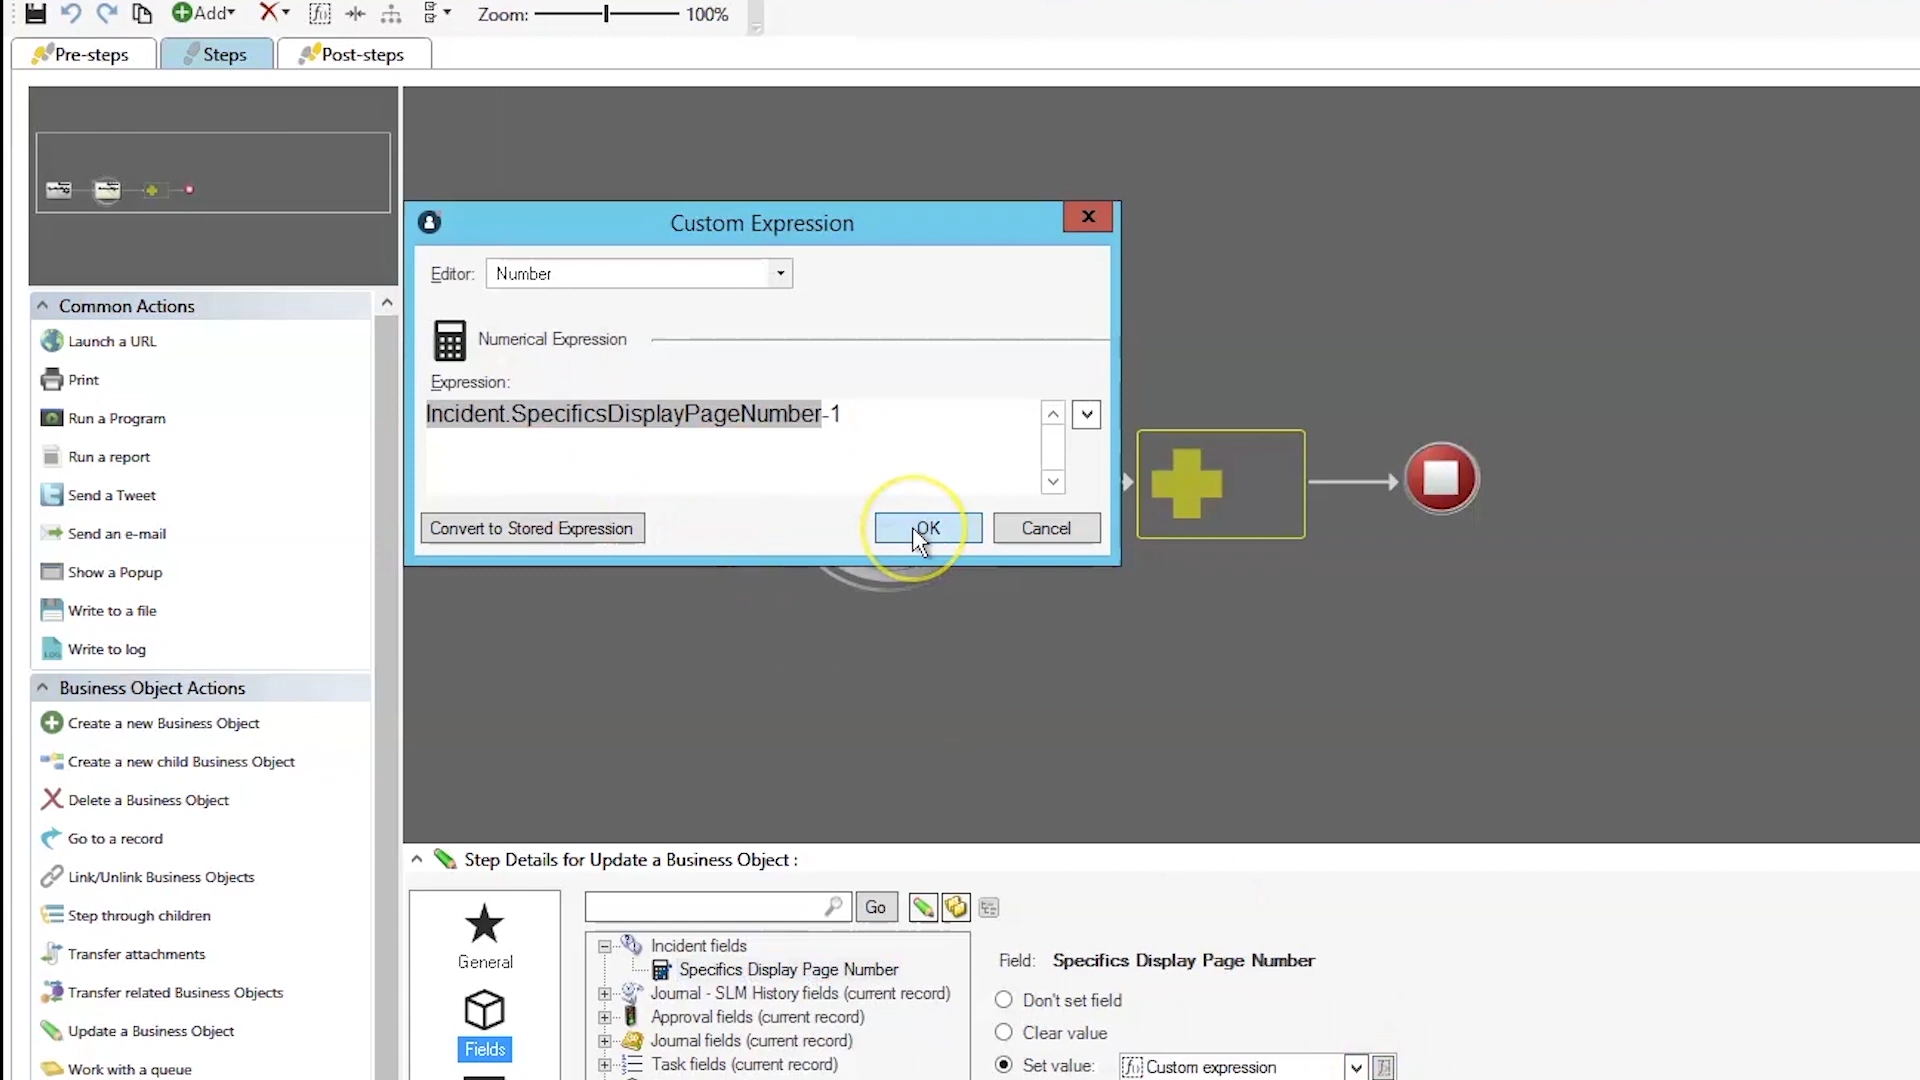 Add
Zoom: 100%
Pre-steps Steps Post-steps
Custom Expression
Editor: Number
Numerical Expression
Expression:
Incident.SpecificsDisplayPageNumber-1
Convert to Stored Expression OK Cancel
Common Actions
Launch a URL
Print
Run a Program
Run a report
Send a Tweet
Send an e-mail
Show a Popup
Write to a file
Write to log
Business Object Actions
Create a new Business Object
Create a new child Business Object
Delete a Business Object
Go to a record
Link/Unlink Business Objects
Step through children
Transfer attachments
Transfer related Business Objects
Update a Business Object
Work with a queue
Step Details for Update a Business Object :
General
Fields
Go
Incident fields
Specifics Display Page Number
Journal - SLM History fields (current record)
Approval fields (current record)
Journal fields (current record)
Task fields (current record)
Field: Specifics Display Page Number
Don't set field
Clear value
Set value: Custom expression